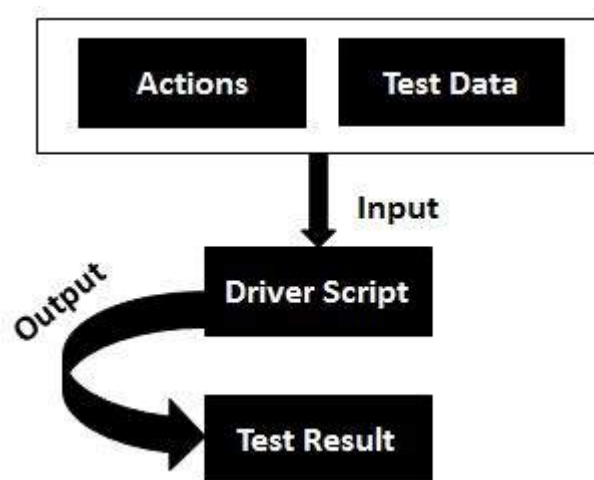 Actions
Test Data
Input
Driver Script
Output
Test Result